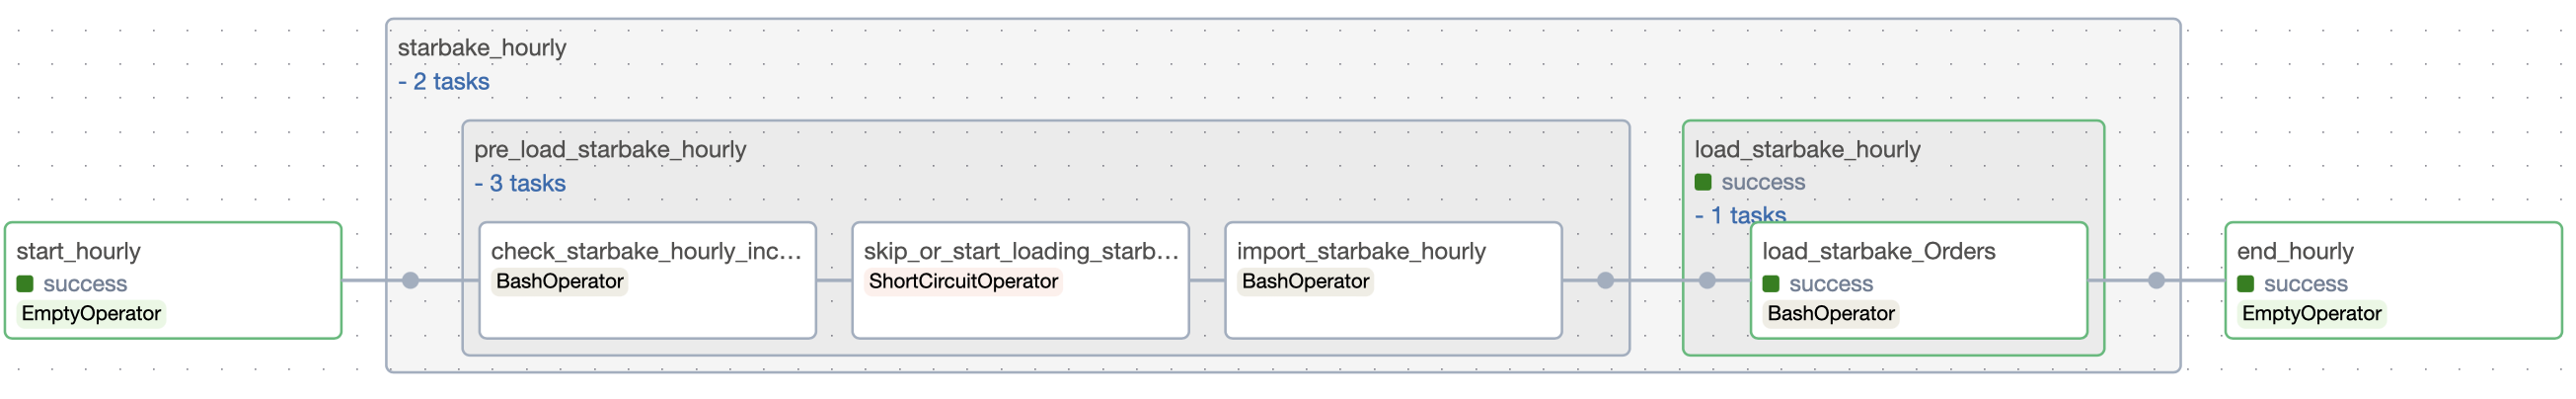 starbake_hourly
- 2 tasks
pre_load_starbake_hourly
- 3 tasks
load_starbake_hourly
success
- 1 tasks
start_hourly
success
EmptyOperator
check_starbake_hourly_inc...
BashOperator
skip_or_start_loading_starb...
ShortCircuitOperator
import_starbake_hourly
BashOperator
load_starbake_Orders
success
BashOperator
end_hourly
success
EmptyOperator